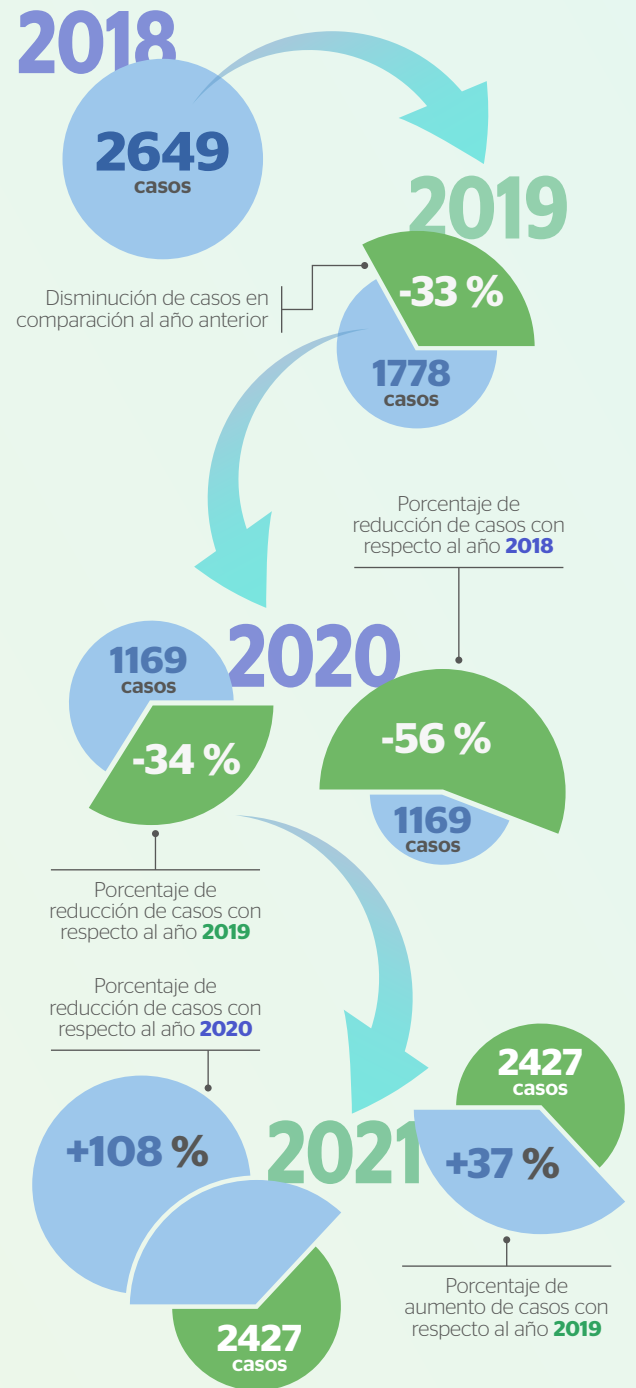 2018
2649
casos
2019
-33 %
Disminución de casos en
comparación al año anterior
1778
casos
Porcentaje de
reducción de casos con
respecto al año 2018
2020
1169
casos
-34 %
-56 %
1169
casos
Porcentaje de
reducción de casos con
respecto al año 2019
Porcentaje de
reducción de casos con
respecto al año 2020
2427
casos
+108 %
2021
+37 %
Porcentaje de
aumento de casos con
respecto al año 2019
2427
casos